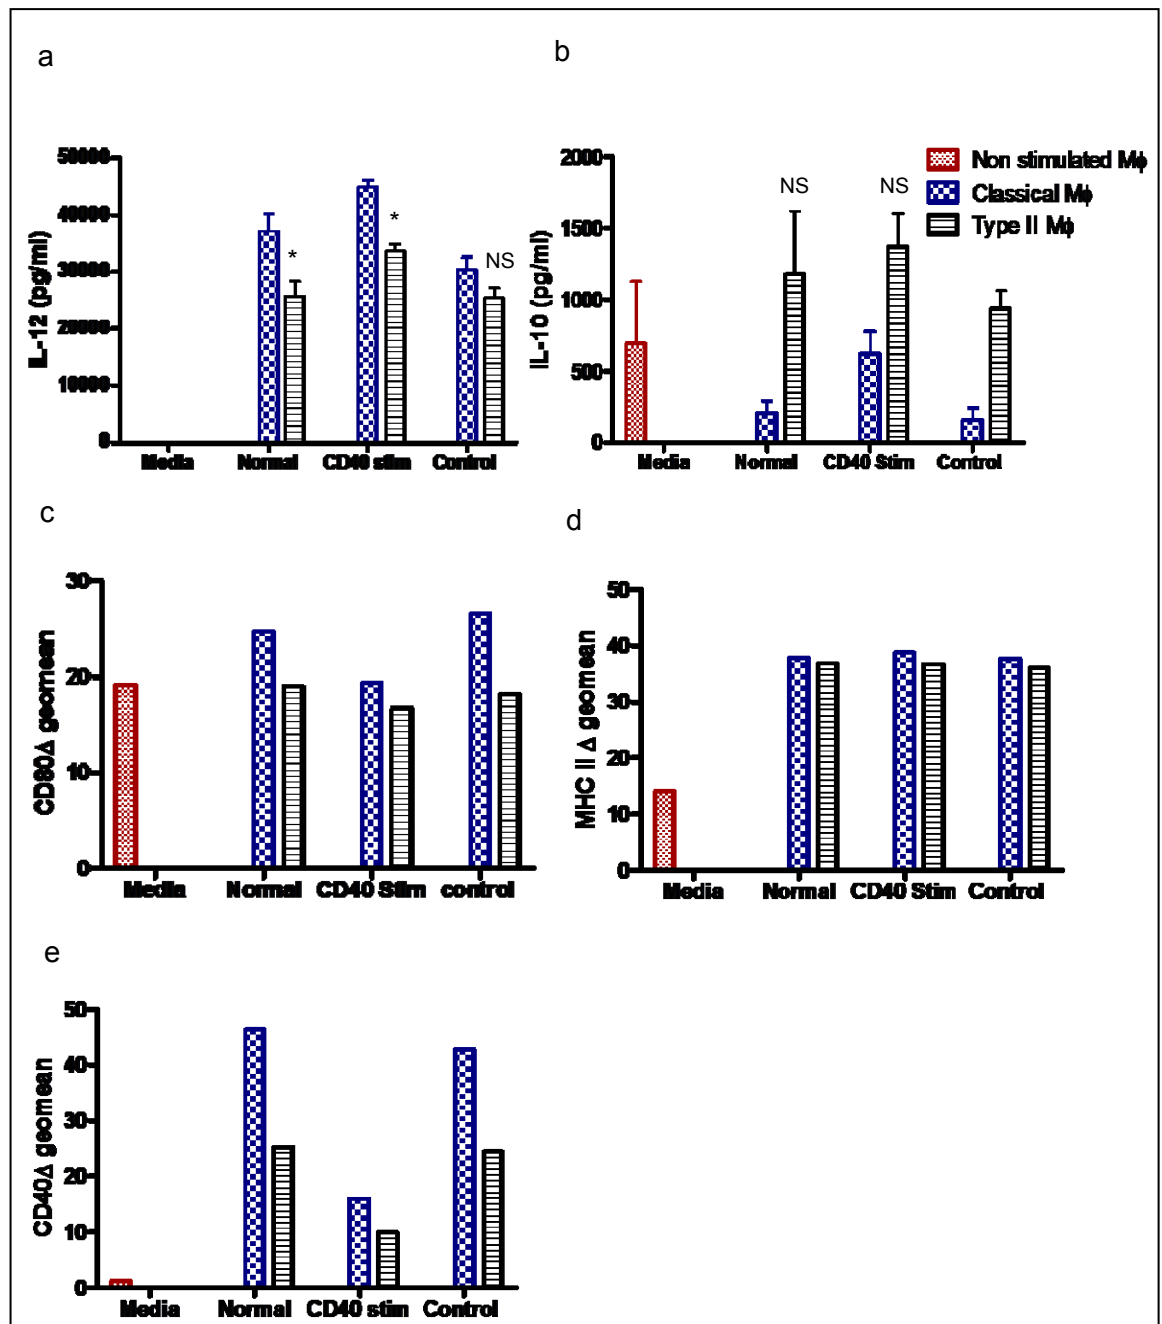 a
b
50000
40000
30000
20000
10000
0
IL-12 (pg/ml)
*
*
NS
Media Normal CD40 stim Control
2000
1500
1000
500
0
IL-10 (pg/ml)
NS
NS
Non stimulated Mϕ
Classical Mϕ
Type II Mϕ
Media Normal CD40 Stim Control
c
d
30
20
10
0
CD80Δ geomean
Media Normal CD40 Stim control
50
40
30
20
10
0
MHC II Δ geomean
Media Normal CD40 Stim Control
e
50
40
30
20
10
0
CD40Δ geomean
Media Normal CD40 stim Control